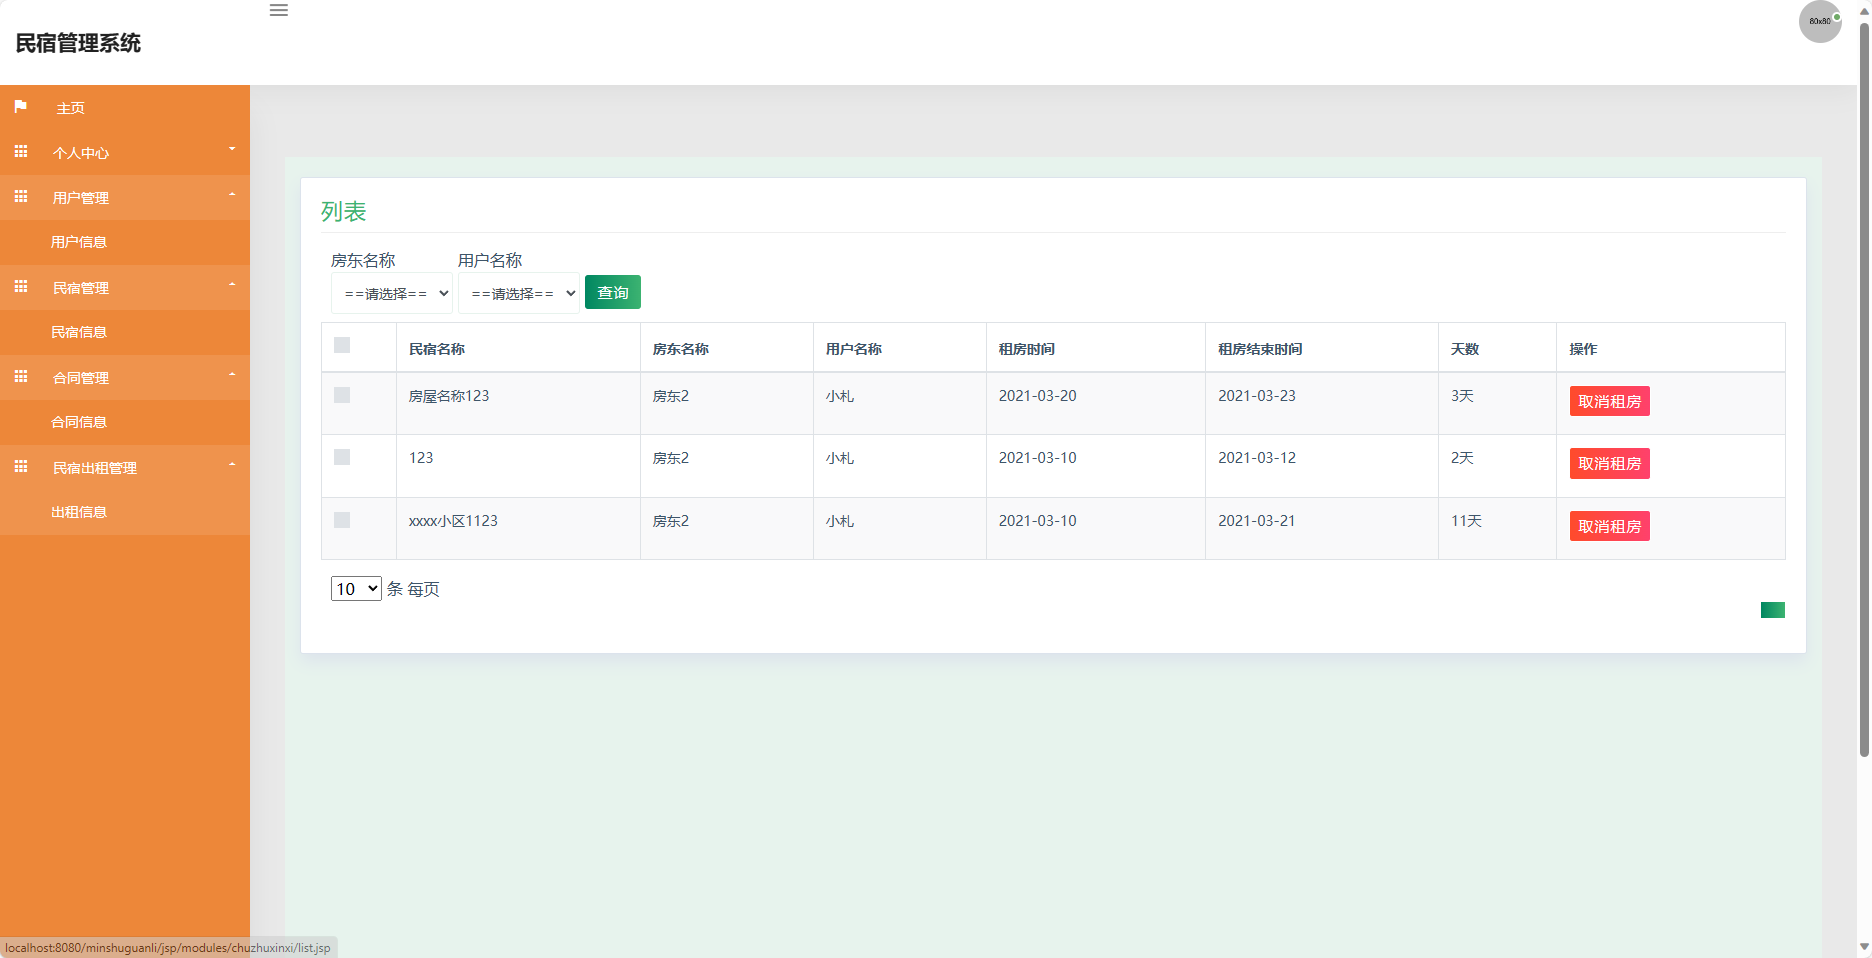 民宿管理系统
80x80
主页
个人中心
用户管理
用户信息
民宿管理
民宿信息
合同管理
合同信息
民宿出租管理
出租信息
列表
房东名称 用户名称
==请选择== ==请选择== 查询
民宿名称 房东名称 用户名称 租房时间 租房结束时间 天数 操作
房屋名称123 房东2 小札 2021-03-20 2021-03-23 3天 取消租房
123 房东2 小札 2021-03-10 2021-03-12 2天 取消租房
xxxx小区1123 房东2 小札 2021-03-10 2021-03-21 11天 取消租房
10 条 每页
localhost:8080/minshuguanli/jsp/modules/chuzhuxinxi/list.jsp